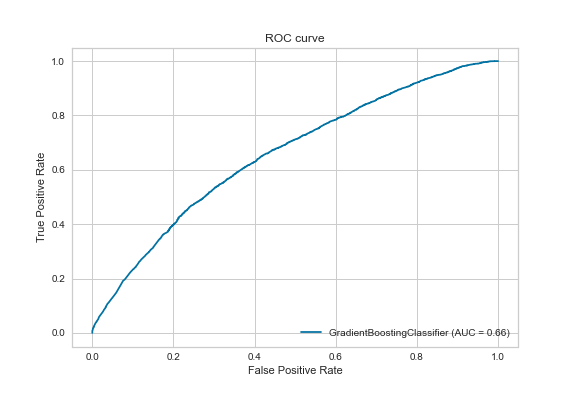 ROC curve
1.0
0.8
0.6
0.4
0.2
0.0
True Positive Rate
GradientBoostingClassifier (AUC = 0.66)
0.0 0.2 0.4 0.6 0.8 1.0
False Positive Rate